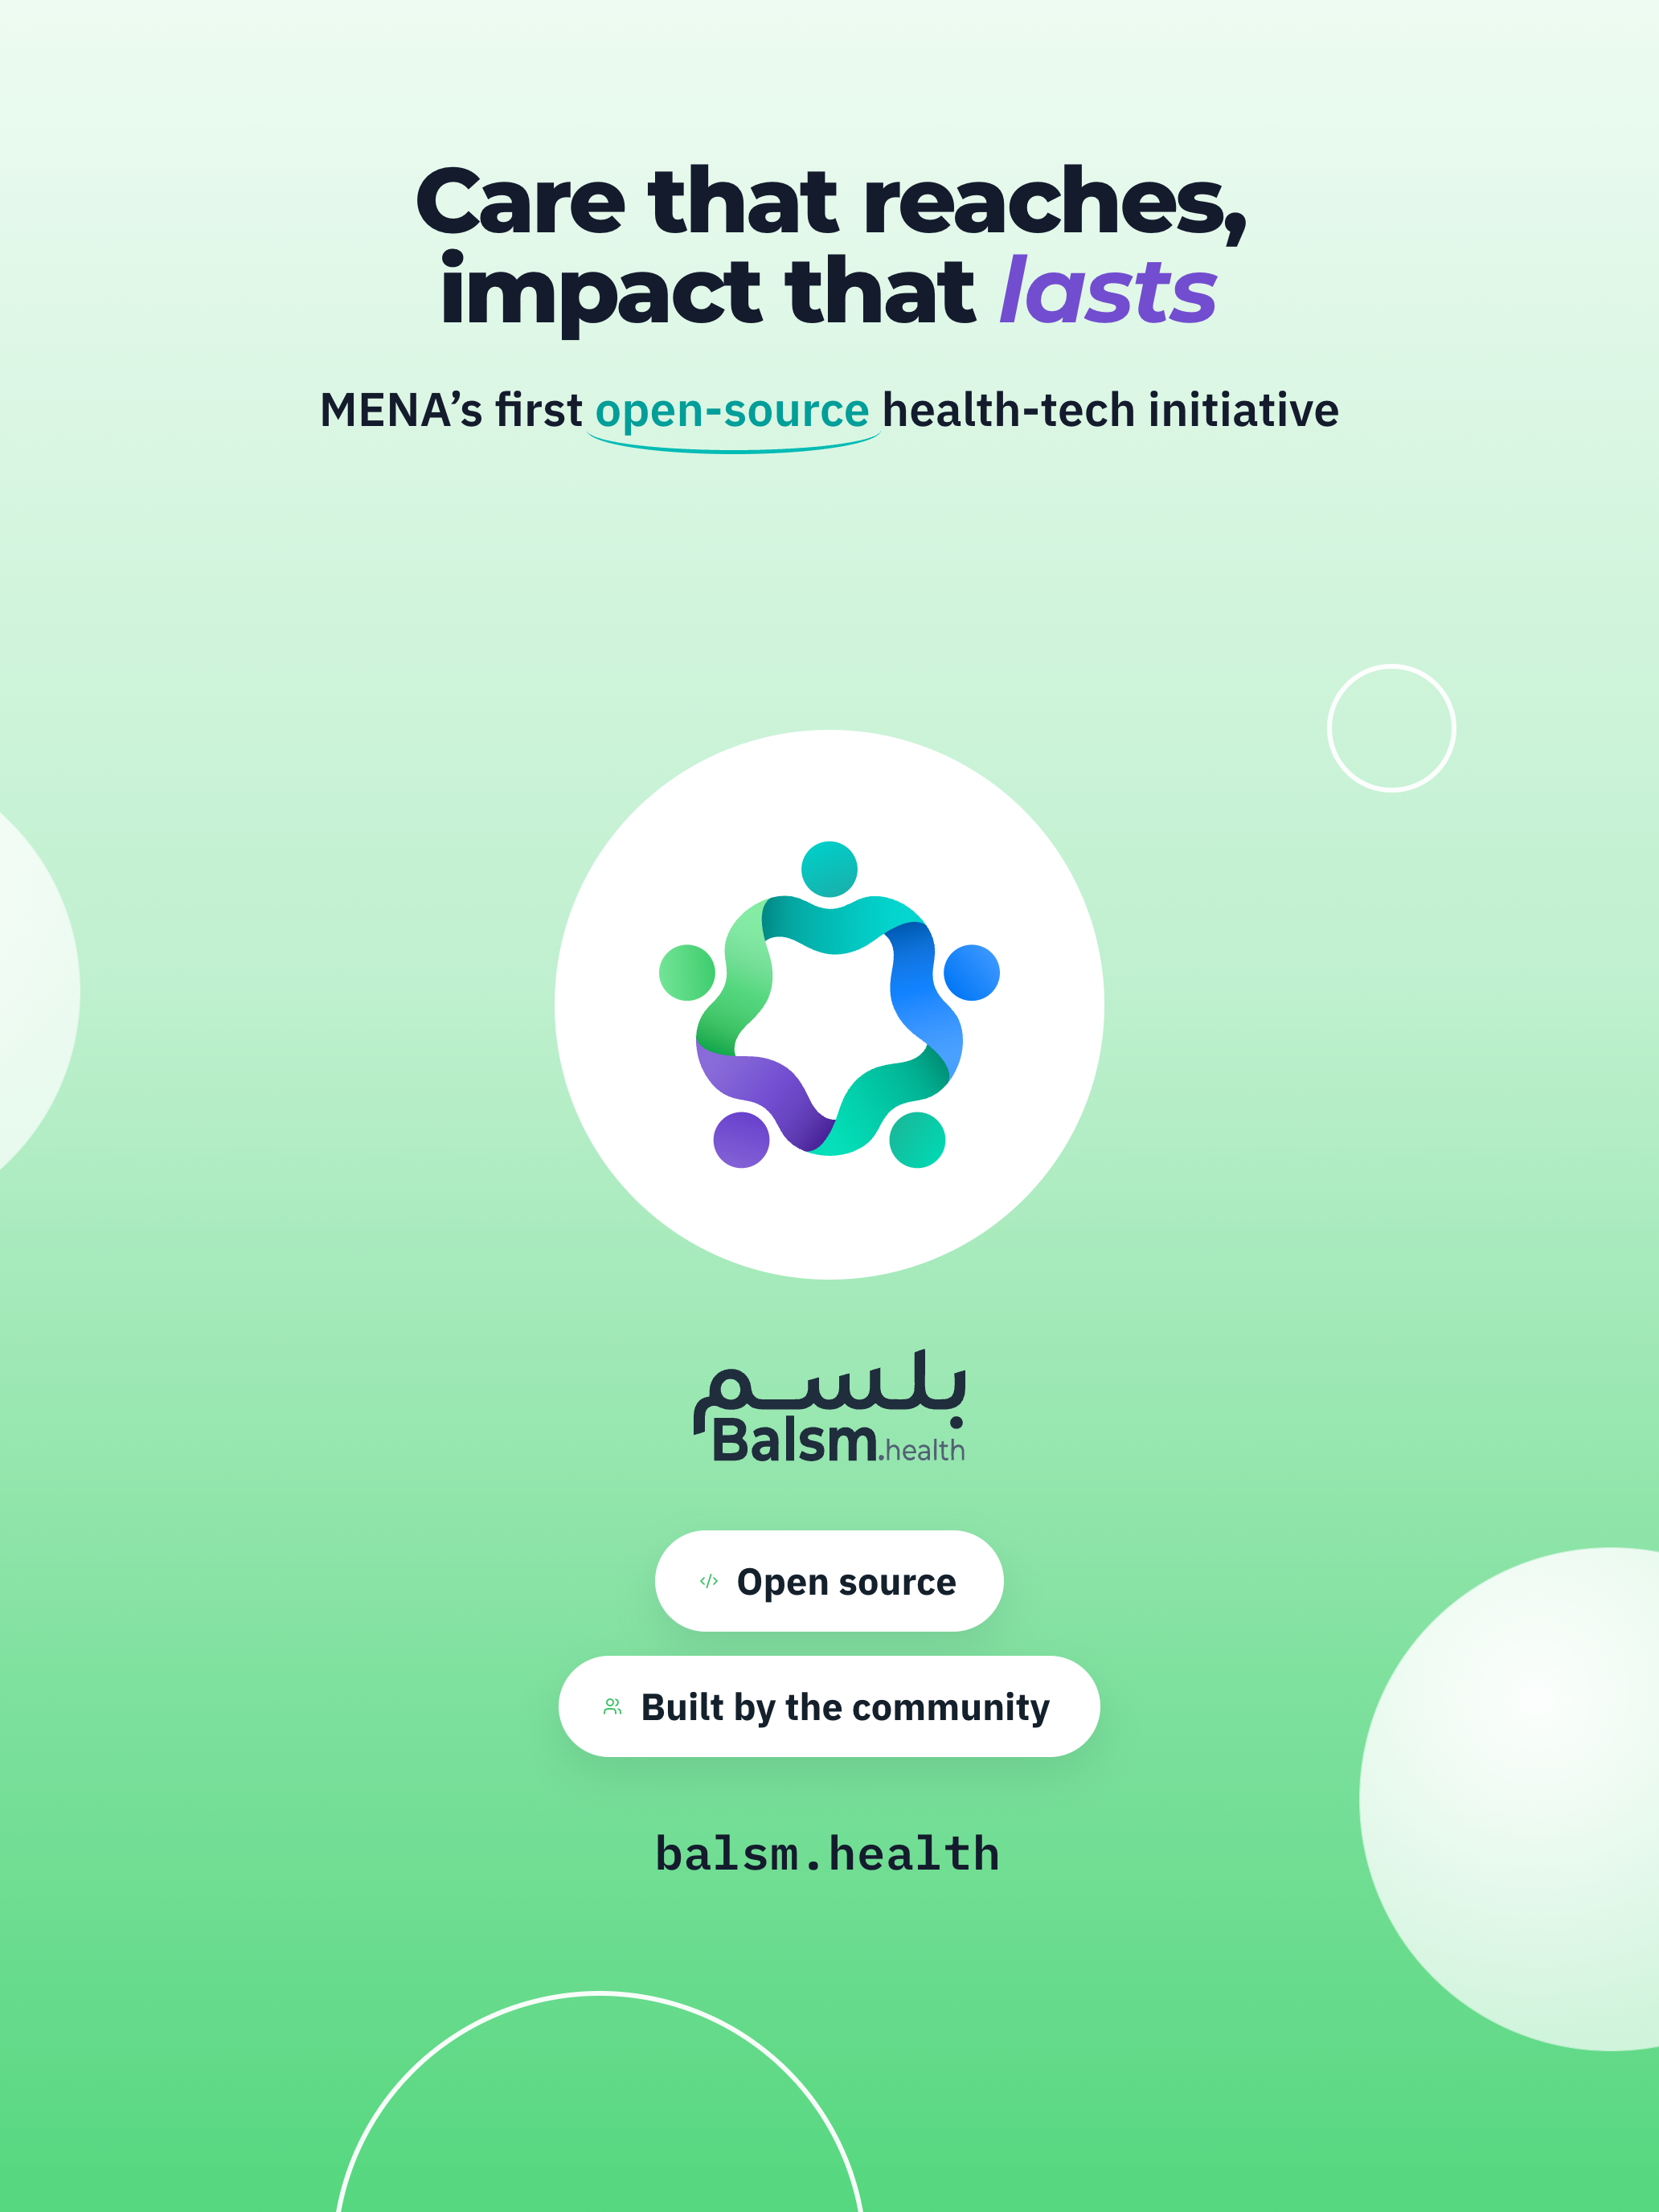 Care that reaches,
impact that lasts
MENA’s first open-source health-tech initiative
بلسم
Balsm.health
Open source
Built by the community
balsm.health